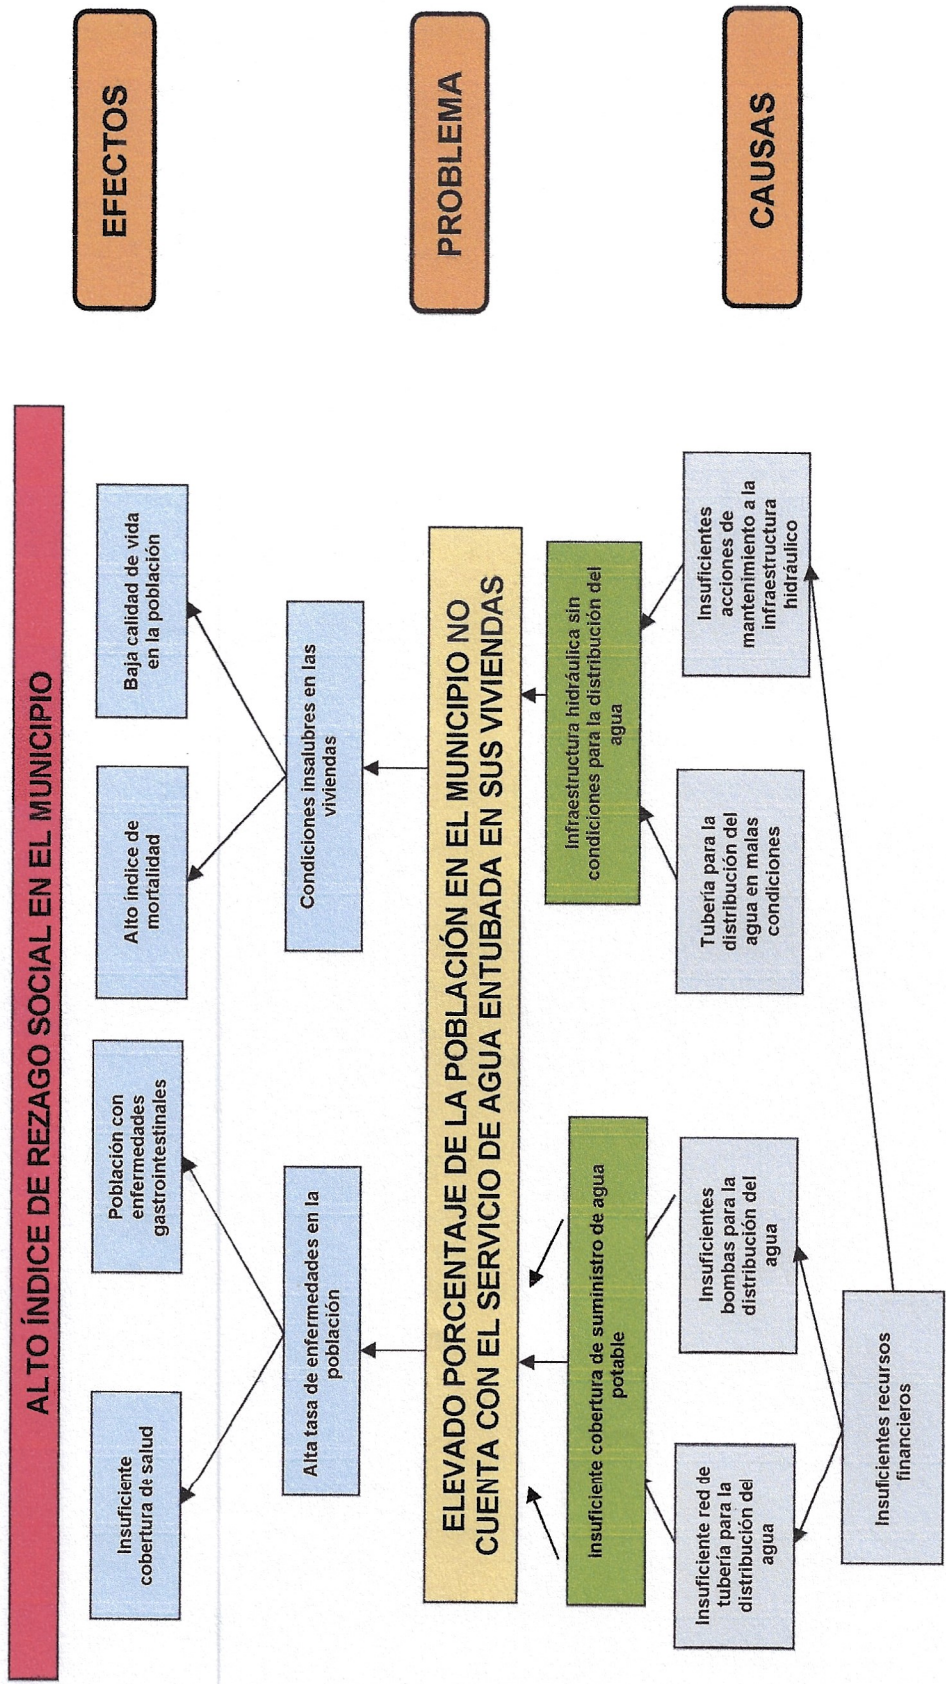 ALTO ÍNDICE DE REZAGO SOCIAL EN EL MUNICIPIO
EFECTOS
Insuficiente
cobertura de salud
Población con
enfermedades
gastrointestinales
Alto índice de
mortalidad
Baja calidad de vida
en la población
Alta tasa de enfermedades en la
población
Condiciones insalubres en las
viviendas
ELEVADO PORCENTAJE DE LA POBLACIÓN EN EL MUNICIPIO NO
CUENTA CON EL SERVICIO DE AGUA ENTUBADA EN SUS VIVIENDAS
PROBLEMA
Insuficiente cobertura de suministro de agua
potable
Infraestructura hidráulica sin
condiciones para la distribución del
agua
Insuficiente red de
tubería para la
distribución del
agua
Insuficientes
bombas para la
distribución del
agua
Tubería para la
distribución del
agua en malas
condiciones
Insuficientes
acciones de
mantenimiento a la
infraestructura
hidráulico
CAUSAS
Insuficientes recursos
financieros